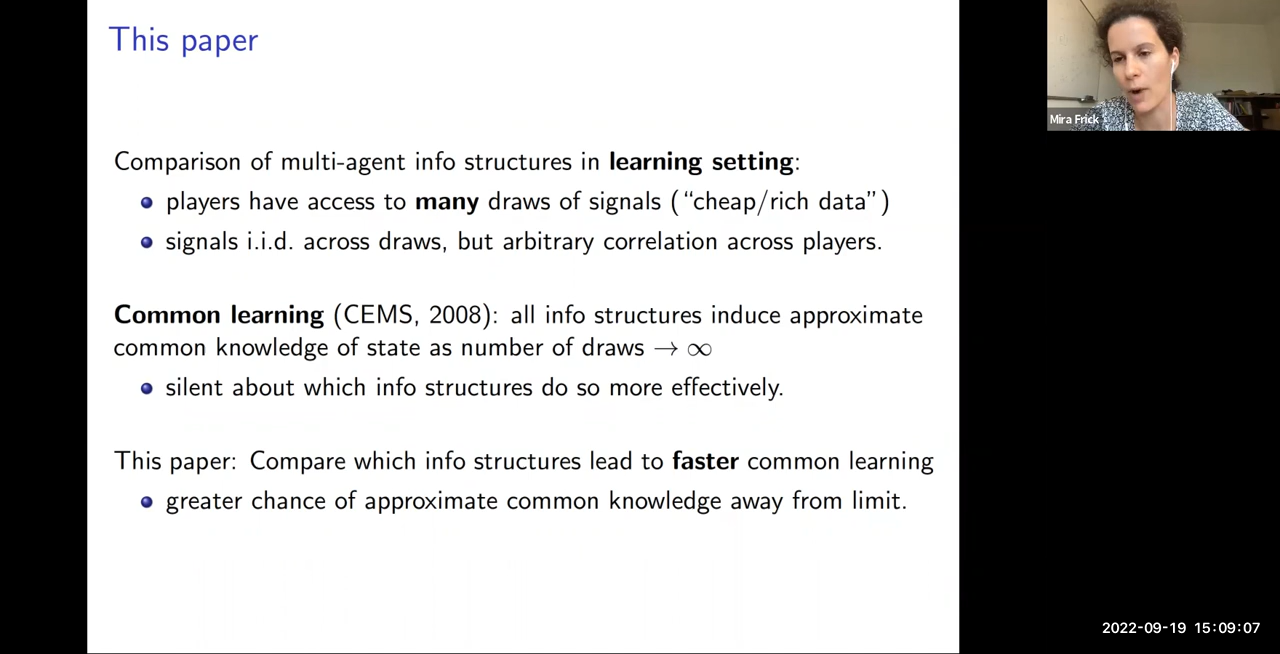 This paper
Comparison of multi-agent info structures in learning setting:
players have access to many draws of signals (“cheap/rich data”)
signals i.i.d. across draws, but arbitrary correlation across players.
Common learning (CEMS, 2008): all info structures induce approximate
common knowledge of state as number of draws → ∞
silent about which info structures do so more effectively.
This paper: Compare which info structures lead to faster common learning
greater chance of approximate common knowledge away from limit.
Mira Frick
2022-09-19 15:09:07